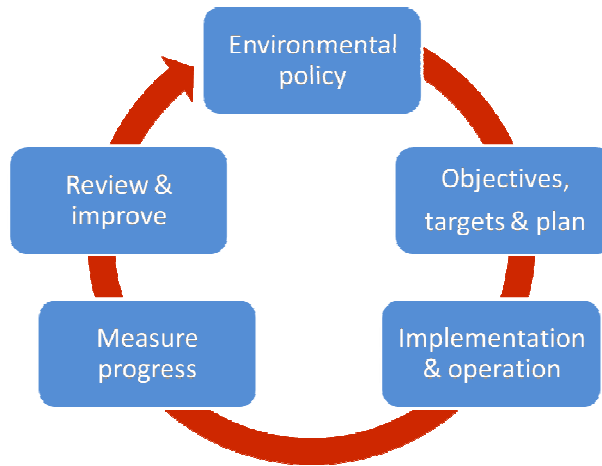 Environmental
policy
Objectives,
targets & plan
Implementation
& operation
Measure
progress
Review &
improve